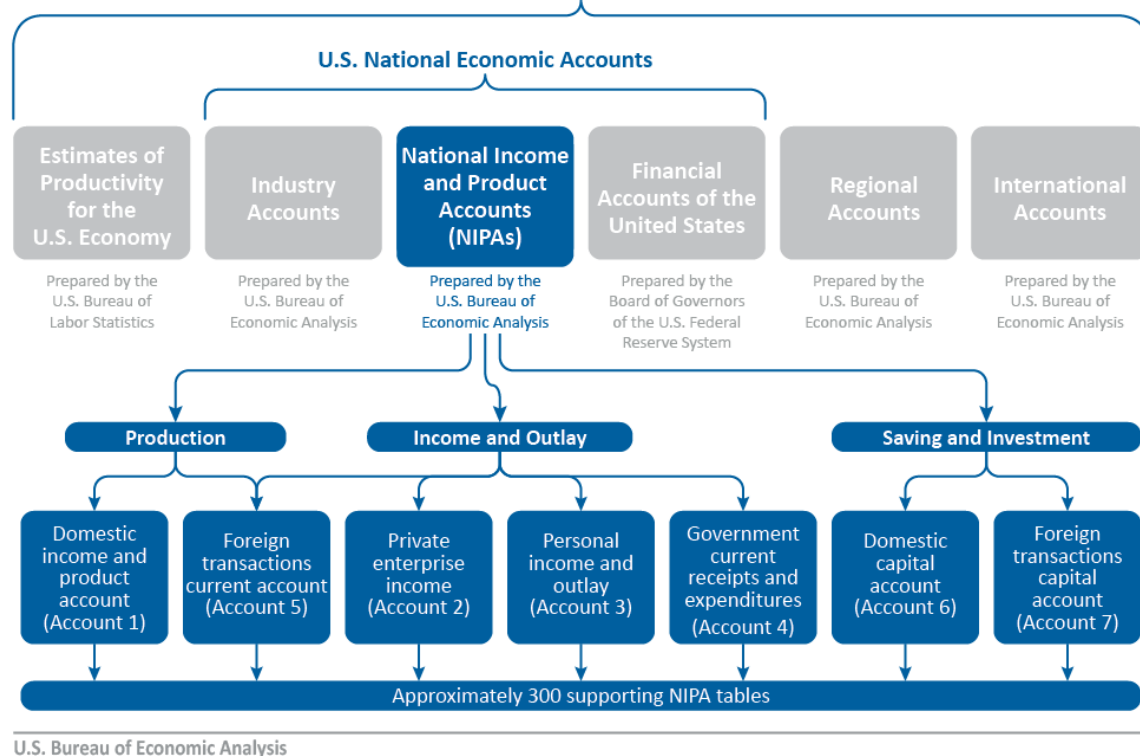 U.S. National Economic Accounts
Estimates of
Productivity
for the
U.S. Economy
Industry
Accounts
National Income
and Product
Accounts
(NIPAs)
Financial
Accounts of the
United States
Regional
Accounts
International
Accounts
Prepared by the
U.S. Bureau of
Labor Statistics
Prepared by the
U.S. Bureau of
Economic Analysis
Prepared by the
U.S. Bureau of
Economic Analysis
Prepared by the
Board of Governors
of the U.S. Federal
Reserve System
Prepared by the
U.S. Bureau of
Economic Analysis
Prepared by the
U.S. Bureau of
Economic Analysis
Production
Income and Outlay
Saving and Investment
Domestic
income and
product
account
(Account 1)
Foreign
transactions
current account
(Account 5)
Private
enterprise
income
(Account 2)
Personal
income and
outlay
(Account 3)
Government
current
receipts and
expenditures
(Account 4)
Domestic
capital
account
(Account 6)
Foreign
transactions
capital
account
(Account 7)
Approximately 300 supporting NIPA tables
U.S. Bureau of Economic Analysis